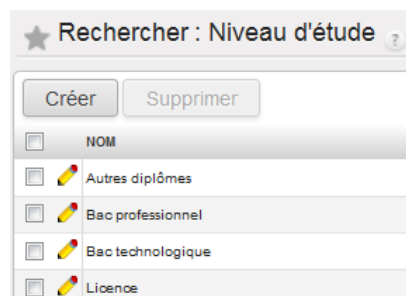 Rechercher : Niveau d'étude ?
Créer Supprimer
NOM
Autres diplômes
Bac professionnel
Bac technologique
Licence